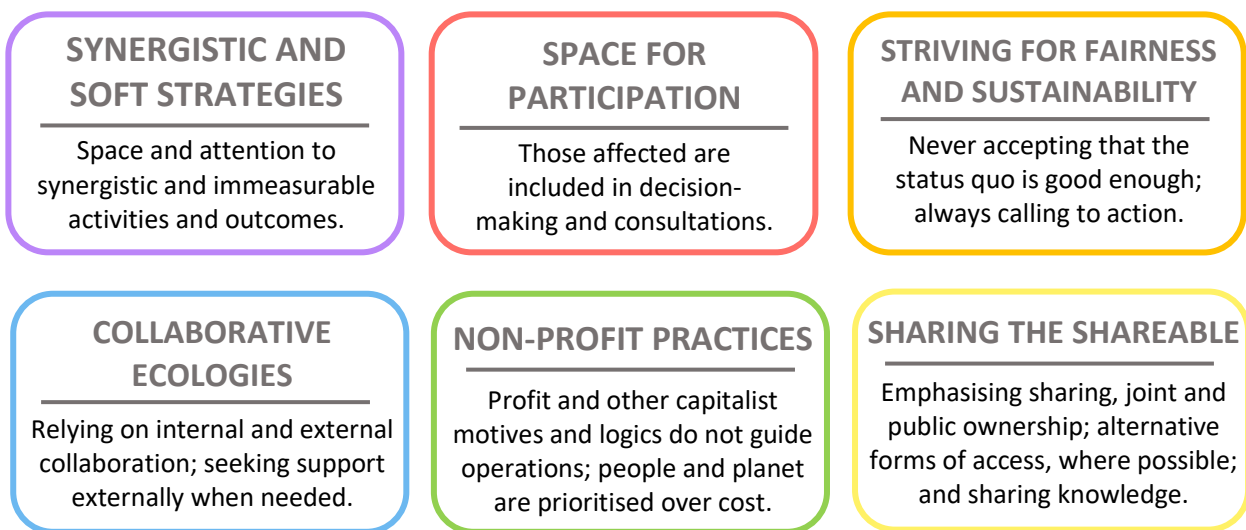 SYNERGISTIC AND
SOFT STRATEGIES
Space and attention to
synergistic and immeasurable
activities and outcomes.
SPACE FOR
PARTICIPATION
Those affected are
included in decision-
making and consultations.
STRIVING FOR FAIRNESS
AND SUSTAINABILITY
Never accepting that the
status quo is good enough;
always calling to action.
COLLABORATIVE
ECOLOGIES
Relying on internal and external
collaboration; seeking support
externally when needed.
NON-PROFIT PRACTICES
Profit and other capitalist
motives and logics do not guide
operations; people and planet
are prioritised over cost.
SHARING THE SHAREABLE
Emphasising sharing, joint and
public ownership; alternative
forms of access, where possible;
and sharing knowledge.